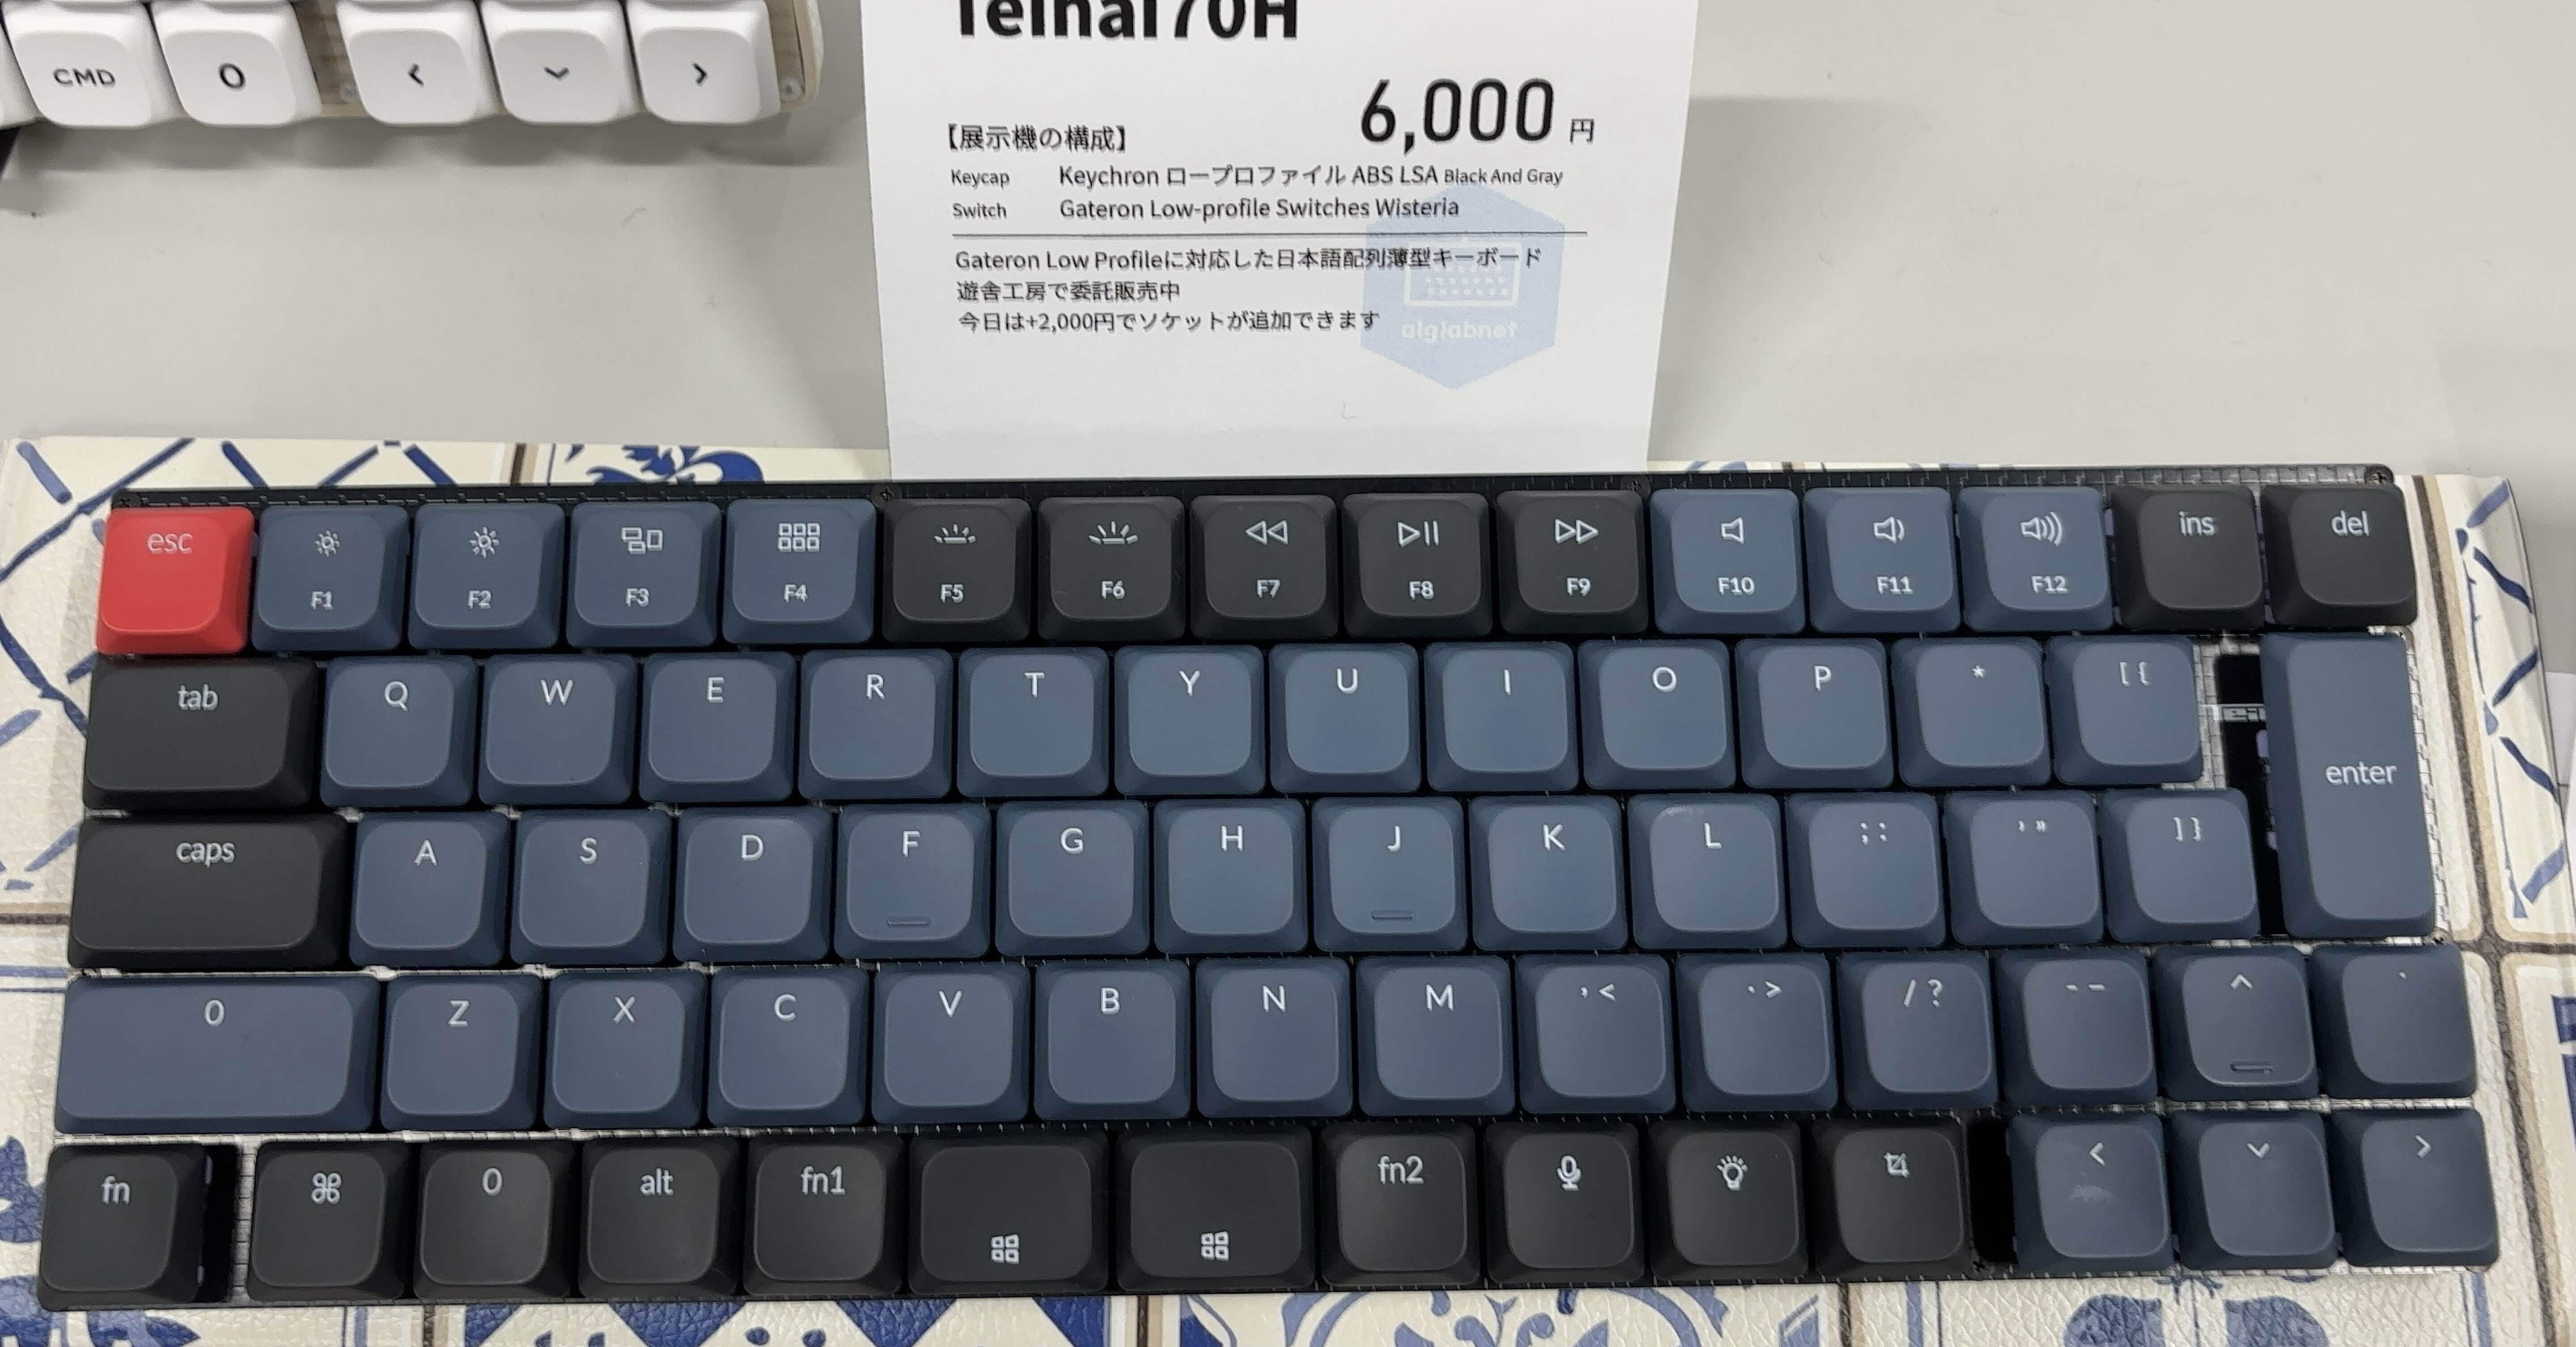 CMD O < ⌄ >
6,000円
【展示機の構成】
Keycap Keychron ロープロファイル ABS LSA Black And Gray
Switch Gateron Low-profile Switches Wisteria
Gateron Low Profileに対応した日本語配列薄型キーボード
遊舎工房で委託販売中
今日は+2,000円でソケットが追加できます
alglabnet
esc F1 F2 F3 F4 F5 F6 F7 F8 F9 F10 F11 F12 ins del
tab Q W E R T Y U I O P * [ {
enter
caps A S D F G H J K L ; : ' " ] }
0 Z X C V B N M , < . > / ? - – ^ `
fn ⌘ 0 alt fn1 fn2 < ⌄ >